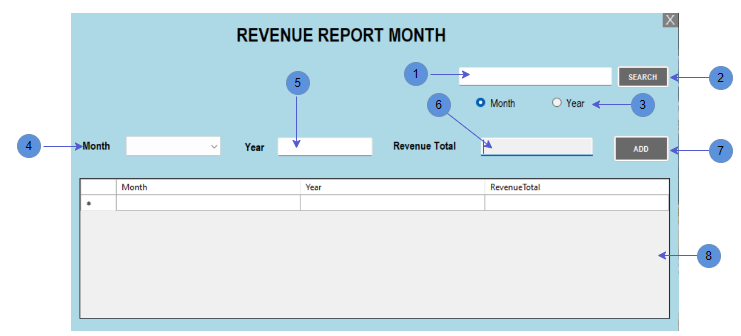 X
REVENUE REPORT MONTH
1
SEARCH
2
5
6
Month
Year
3
4
Month
Year
Revenue Total
ADD
7
Month Year RevenueTotal
*
8